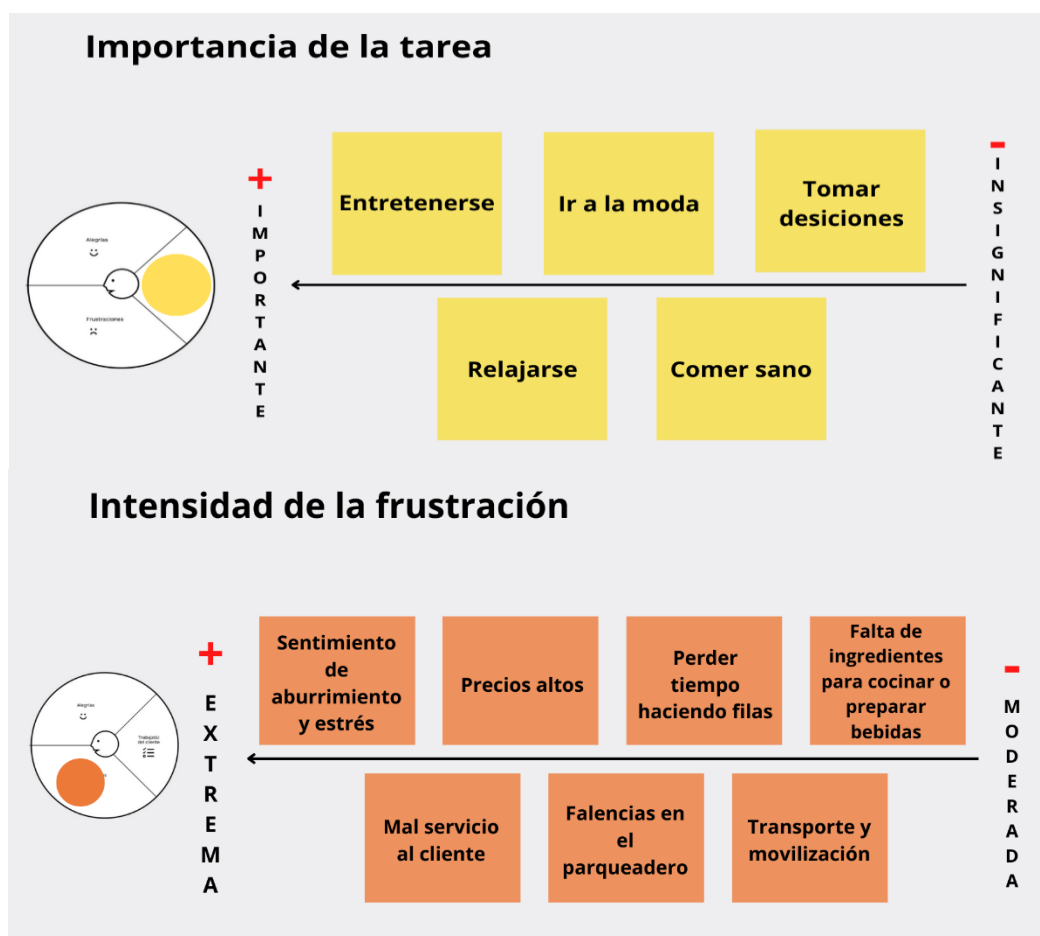 Importancia de la tarea
+
IMPORTANTE
Entretenerse
Ir a la moda
Tomar
desiciones
-
INSIGNIFICANTE
Alegrías
Frustraciones
Relajarse
Comer sano
Intensidad de la frustración
+
EXTREMA
Sentimiento
de
aburrimiento
y estrés
Precios altos
Perder
tiempo
haciendo filas
Falta de
ingredientes
para cocinar o
preparar
bebidas
-
MODERADA
Alegrías
Trabajo(s)
del cliente
Mal servicio
al cliente
Falencias en
el
parqueadero
Transporte y
movilización